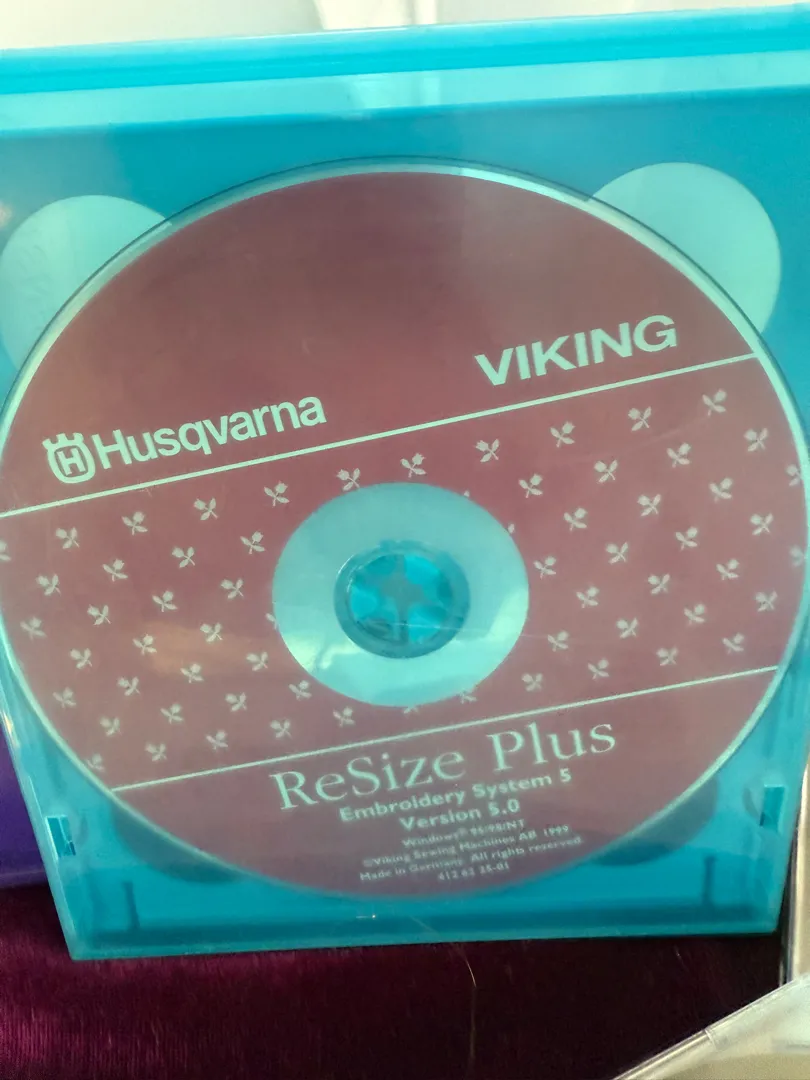 VIKING
Husqvarna
ReSize Plus
Embroidery System 5
Version 5.0
Windows® 95/98/NT
©Viking Sewing Machines AB 1999
Made in Germany All rights reserved
412 62 35-01